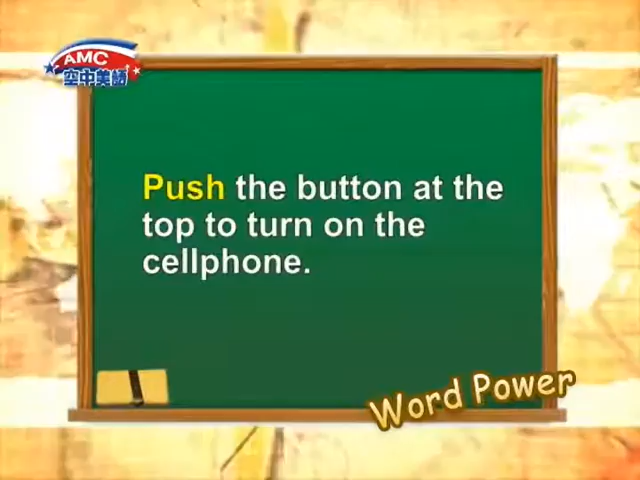 AMC
空中美語
Push the button at the
top to turn on the
cellphone.
Word Power